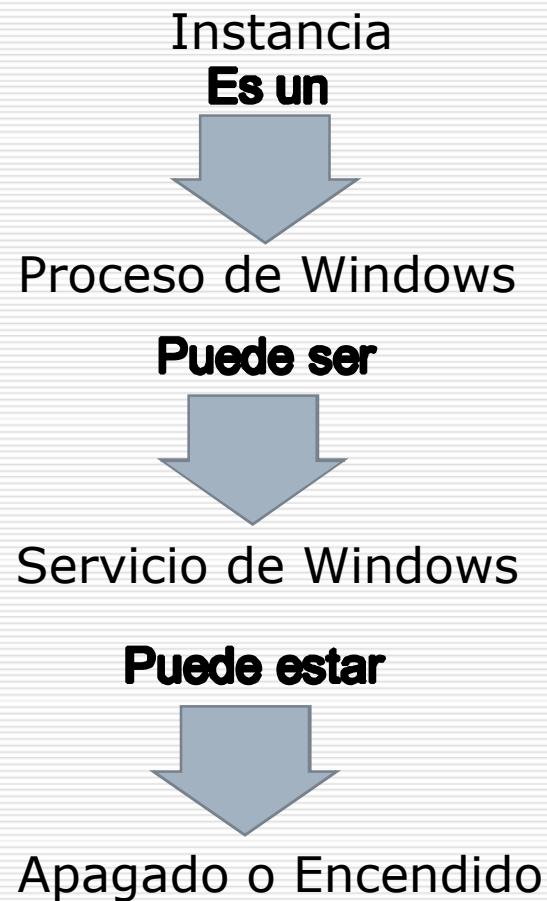 Instancia
Es un
Proceso de Windows
Puede ser
Servicio de Windows
Puede estar
Apagado o Encendido